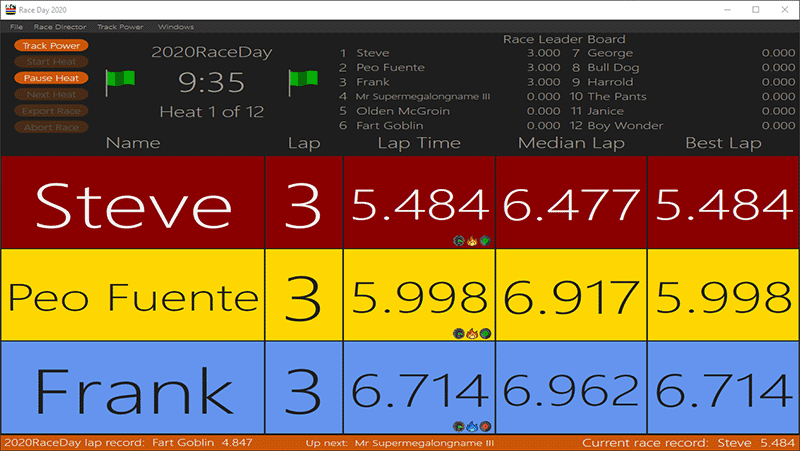 Race Day 2020
File Race Director Track Power Windows
Track Power
Start Heat
Pause Heat
Next Heat
Export Race
Abort Race
2020RaceDay
9:35
Heat 1 of 12
Race Leader Board
1 Steve 3.000 7 George 0.000
2 Peo Fuente 3.000 8 Bull Dog 0.000
3 Frank 3.000 9 Harrold 0.000
4 Mr Supermegalongname III 0.000 10 The Pants 0.000
5 Olden McGroin 0.000 11 Janice 0.000
6 Fart Goblin 0.000 12 Boy Wonder 0.000
Name Lap Lap Time Median Lap Best Lap
Steve 3 5.484 6.477 5.484
Peo Fuente 3 5.998 6.917 5.998
Frank 3 6.714 6.962 6.714
2020RaceDay lap record: Fart Goblin 4.847 Up next: Mr Supermegalongname III Current race record: Steve 5.484